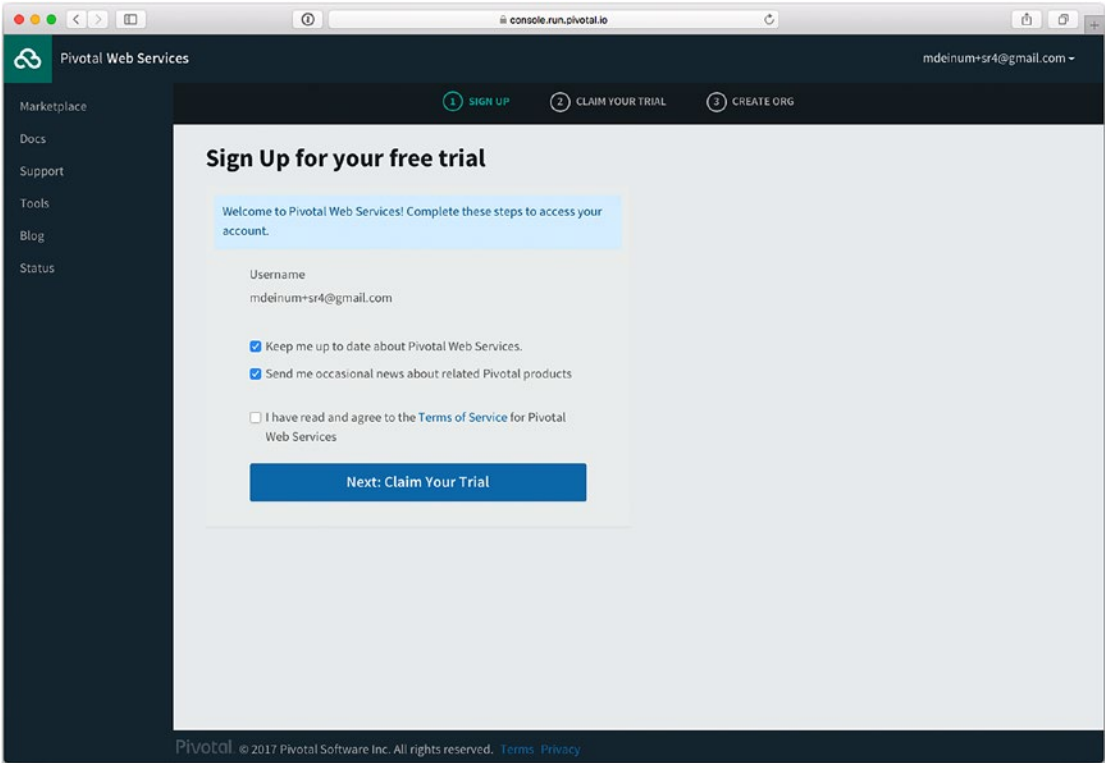 console.run.pivotal.io
Pivotal Web Services
mdeinum+sr4@gmail.com
Marketplace
Docs
Support
Tools
Blog
Status
1 SIGN UP 2 CLAIM YOUR TRIAL 3 CREATE ORG
Sign Up for your free trial
Welcome to Pivotal Web Services! Complete these steps to access your
account.
Username
mdeinum+sr4@gmail.com
Keep me up to date about Pivotal Web Services.
Send me occasional news about related Pivotal products
I have read and agree to the Terms of Service for Pivotal
Web Services
Next: Claim Your Trial
Pivotal © 2017 Pivotal Software Inc. All rights reserved. Terms Privacy